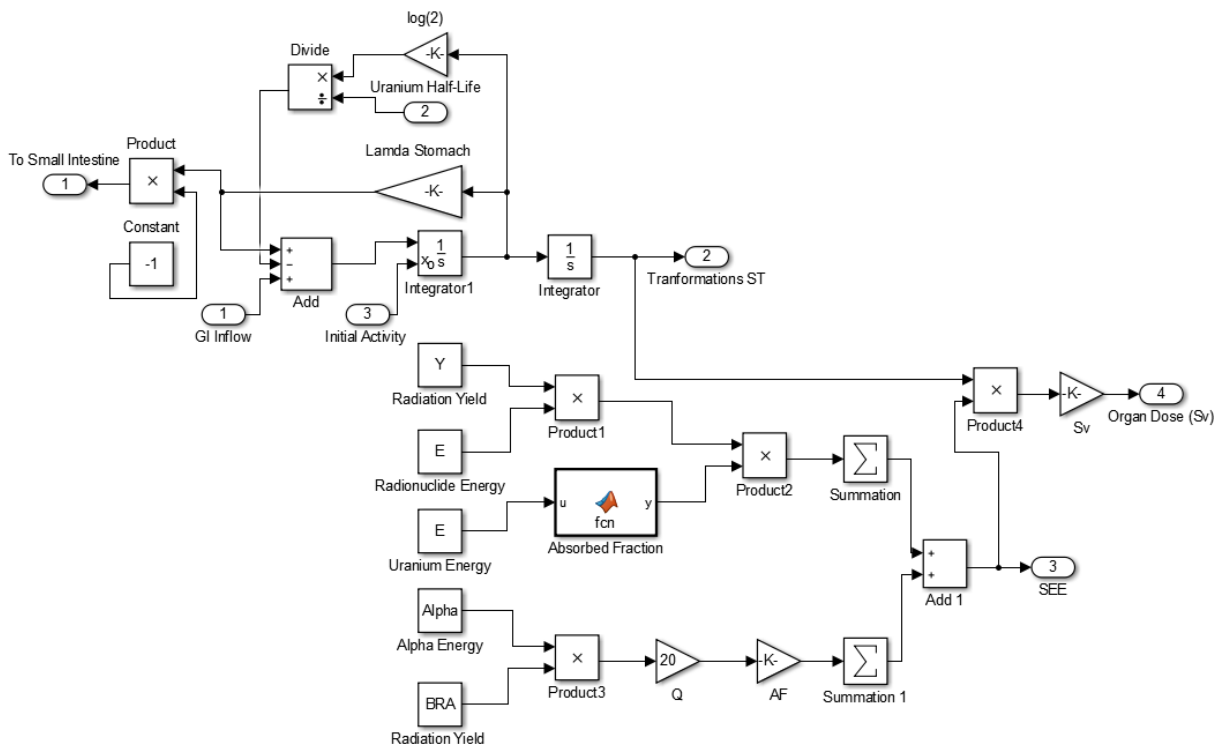 log(2)
-K-
Divide
×
÷
Uranium Half-Life
2
Product
×
To Small Intestine
1
Lamda Stomach
-K-
Constant
-1
+
−
+
Add
1
GI Inflow
xo 1/s
Integrator1
3
Initial Activity
1/s
Integrator
2
Tranformations ST
Y
Radiation Yield
×
Product1
E
Radionuclide Energy
E
Uranium Energy
u
fcn
y
Absorbed Fraction
×
Product2
∑
Summation
×
Product4
-K-
Sv
4
Organ Dose (Sv)
+
+
Add 1
3
SEE
Alpha
Alpha Energy
BRA
Radiation Yield
×
Product3
20
Q
-K-
AF
∑
Summation 1